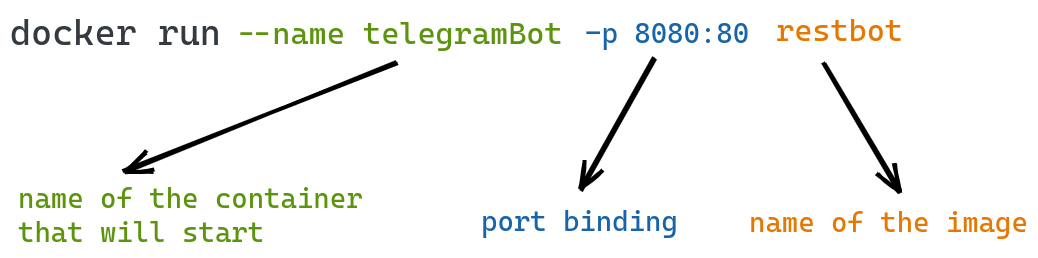 docker run --name telegramBot -p 8080:80 restbot
name of the container
that will start
port binding
name of the image